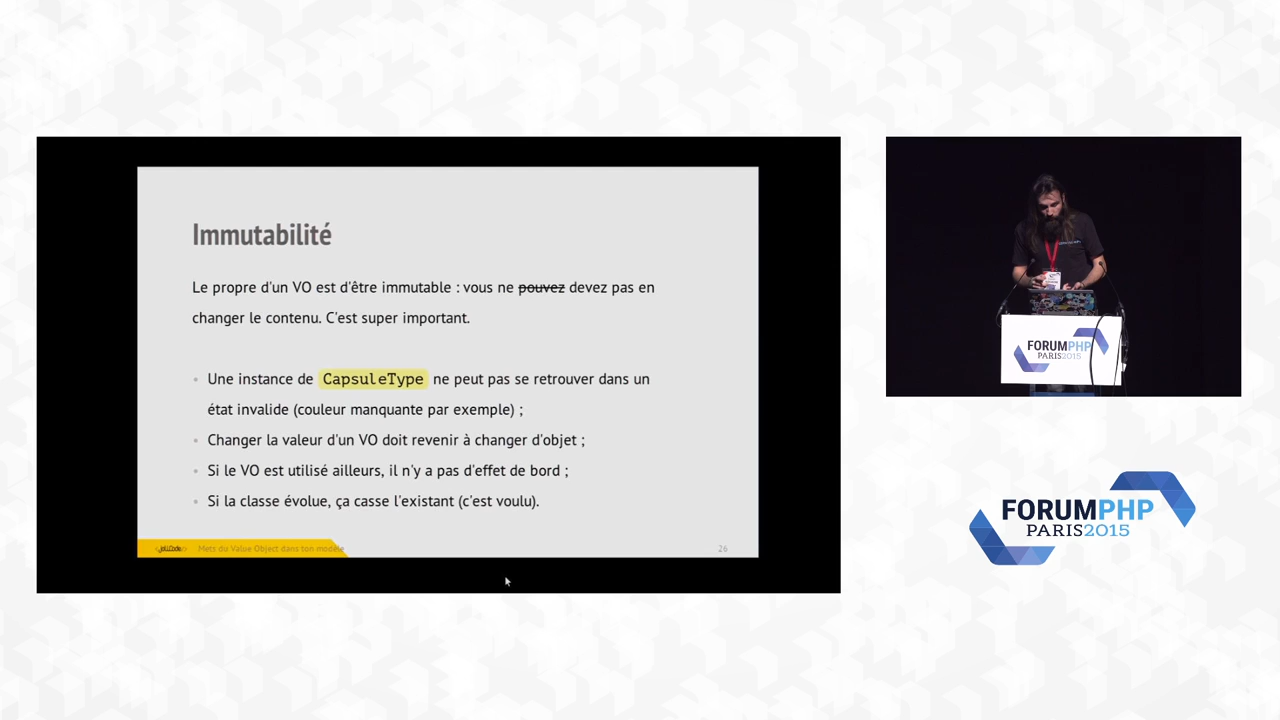 Immutabilité
Le propre d'un VO est d'être immutable : vous ne pouvez devez pas en
changer le contenu. C'est super important.
Une instance de CapsuleType ne peut pas se retrouver dans un
état invalide (couleur manquante par exemple) ;
Changer la valeur d'un VO doit revenir à changer d'objet ;
Si le VO est utilisé ailleurs, il n'y a pas d'effet de bord ;
Si la classe évolue, ça casse l'existant (c'est voulu).
JoliCode
Mets du Value Object dans ton modèle
26
FORUMPHP
PARIS2015
FORUMPHP
PARIS2015